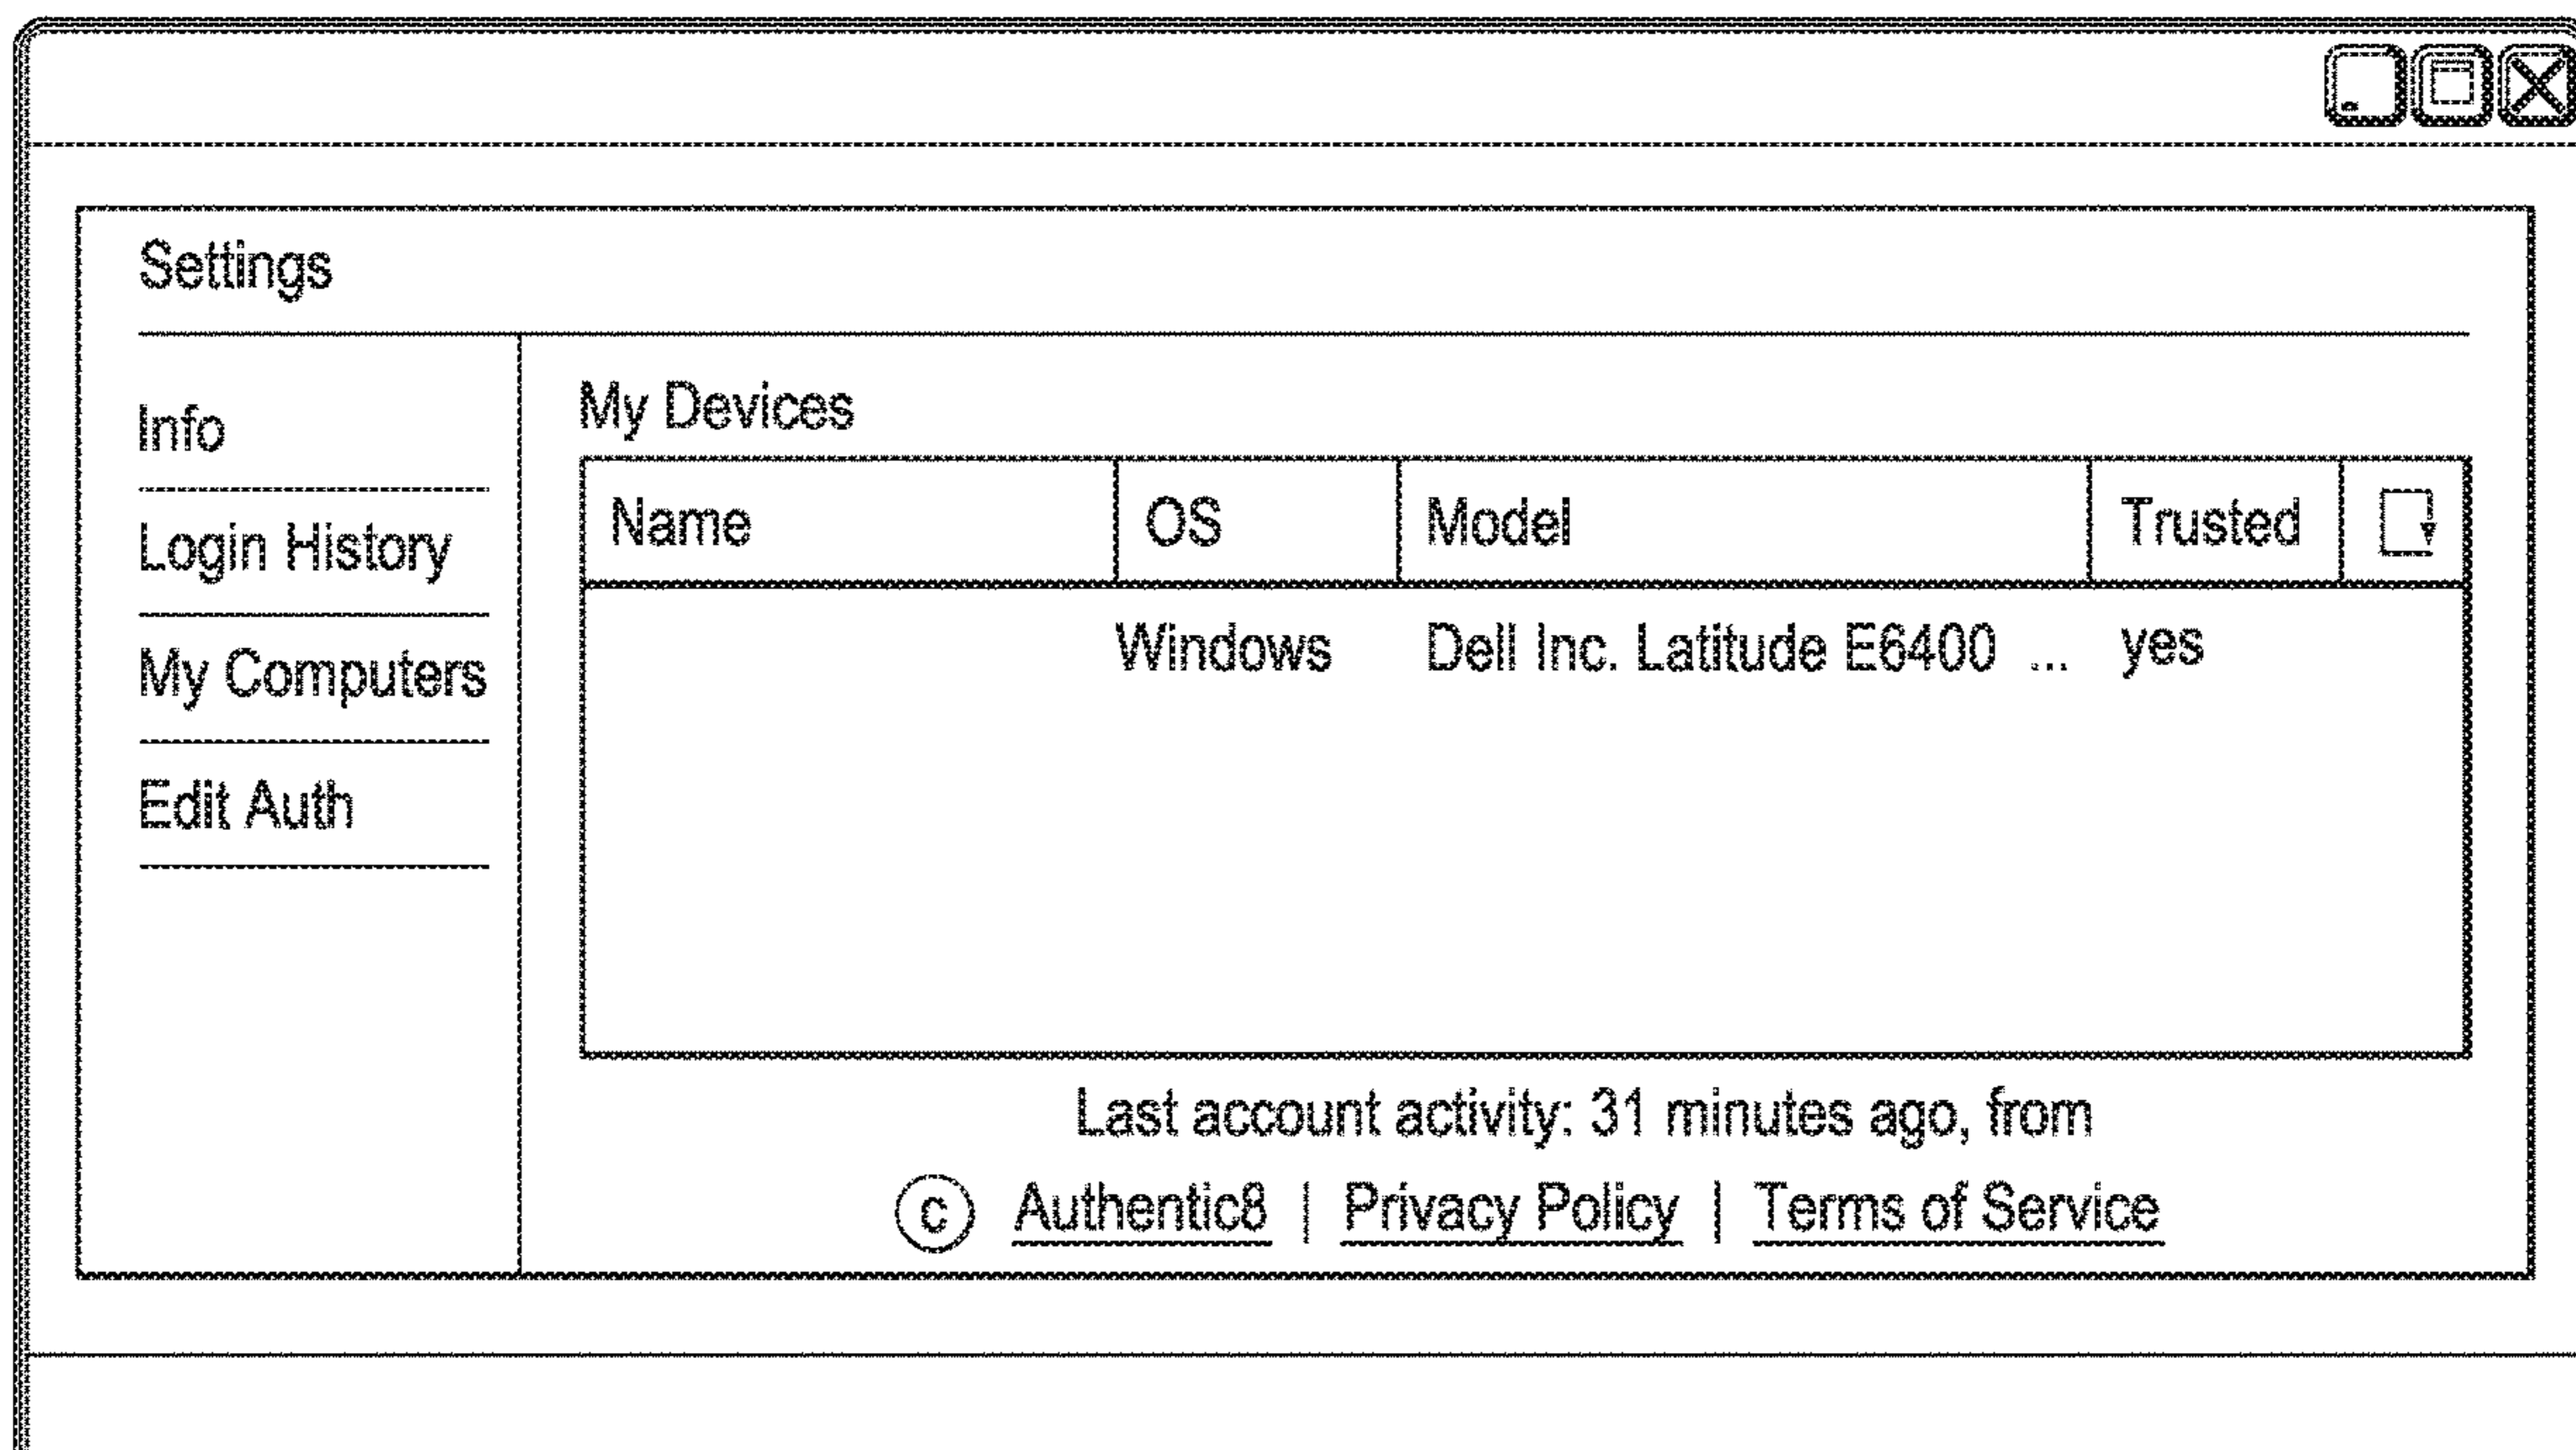 Settings
Info
Login History
My Computers
Edit Auth
My Devices
Name OS Model Trusted
Windows Dell Inc. Latitude E6400 ... yes
Last account activity: 31 minutes ago, from
© Authentic8 | Privacy Policy | Terms of Service